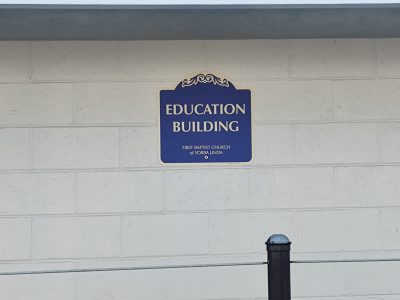 EDUCATION
BUILDING
FIRST BAPTIST CHURCH
of YORBA LINDA